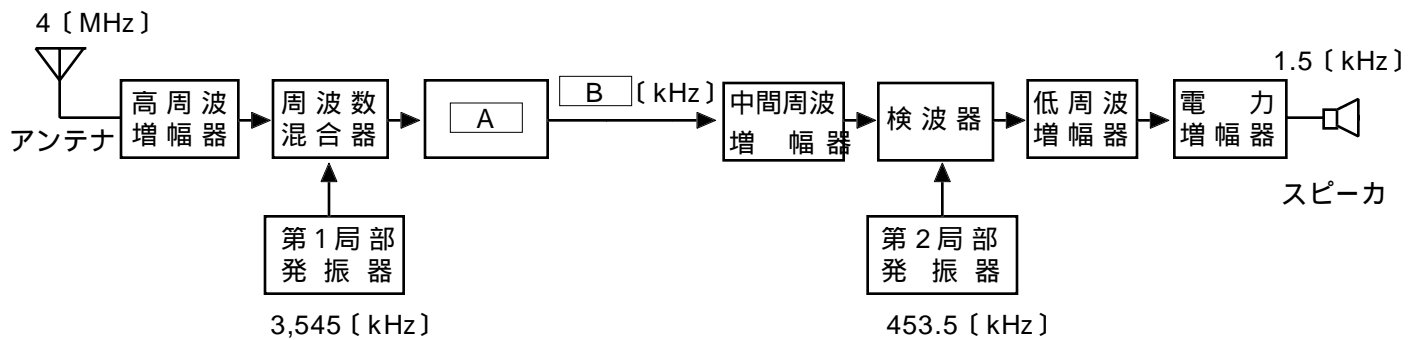 4〔MHz〕
アンテナ
高周波
増幅器
周波数
混合器
A
B 〔kHz〕
中間周波
増幅器
検波器
低周波
増幅器
電力
増幅器
1.5〔kHz〕
スピーカ
第1局部
発振器
3,545〔kHz〕
第2局部
発振器
453.5〔kHz〕